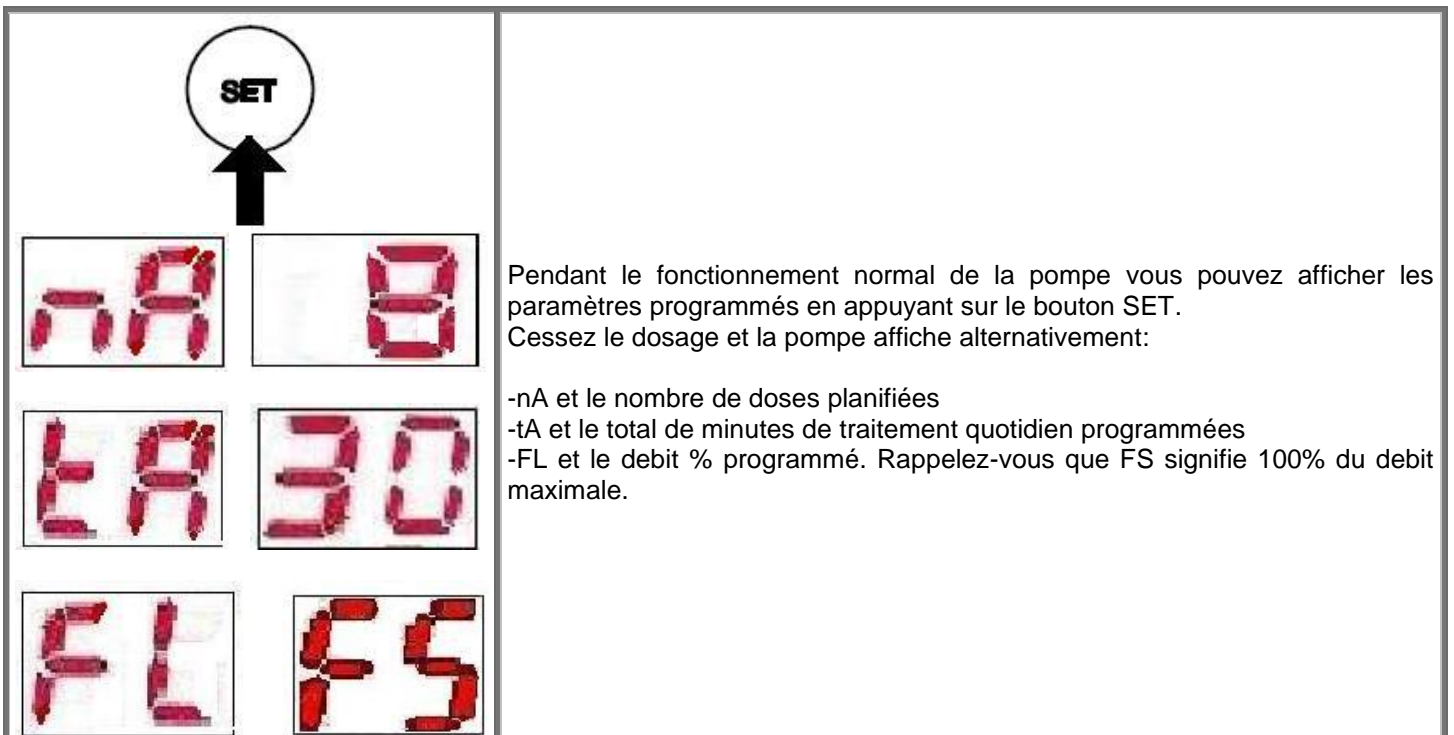 SET
nA 8
tA 30
FL FS
Pendant le fonctionnement normal de la pompe vous pouvez afficher les
paramètres programmés en appuyant sur le bouton SET.
Cessez le dosage et la pompe affiche alternativement:
-nA et le nombre de doses planifiées
-tA et le total de minutes de traitement quotidien programmées
-FL et le debit % programmé. Rappelez-vous que FS signifie 100% du debit
maximale.